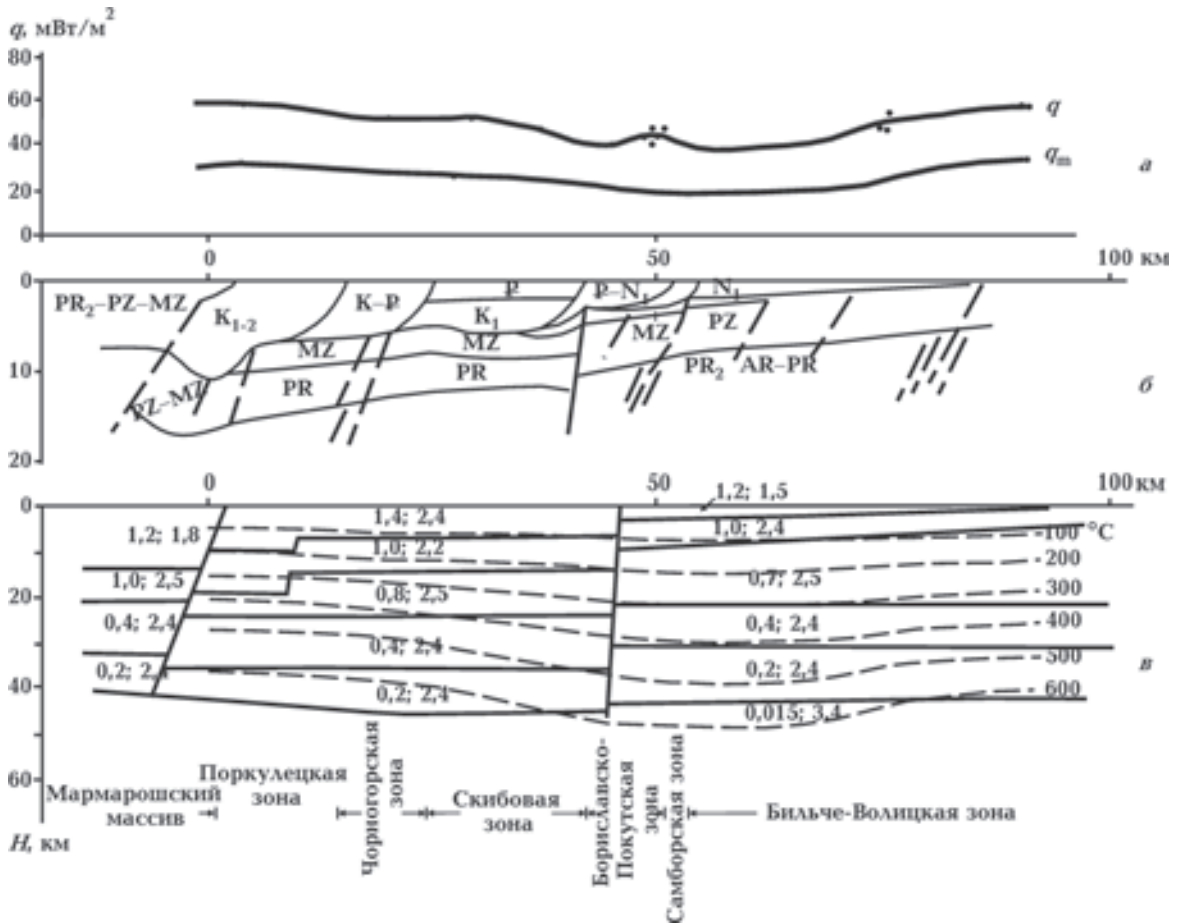 q, мВт/м²
80
60
40
20
0
q
qm
а
0 50 100 км
0
10
20
PR₂–PZ–MZ
K₁₋₂
K–₽
₽
₽–N₁
N₁
K₁
MZ
MZ
MZ
PZ
PZ–MZ
PR
PR
PR₂
AR–PR
б
0 50 100 км
0
20
40
60
H, км
1,2; 1,8
1,4; 2,4
1,2; 1,5
1,0; 2,4
100 °C
1,0; 2,2
200
1,0; 2,5
0,8; 2,5
0,7; 2,5
300
0,4; 2,4
0,4; 2,4
0,4; 2,4
400
500
0,2; 2,4
0,2; 2,4
0,2; 2,4
600
0,015; 3,4
в
Мармарошский
массив
Поркулецкая
зона
Чорногорская
зона
Скибовая
зона
Бориславско-
Покутская
зона
Самборская зона
Бильче-Волицкая зона